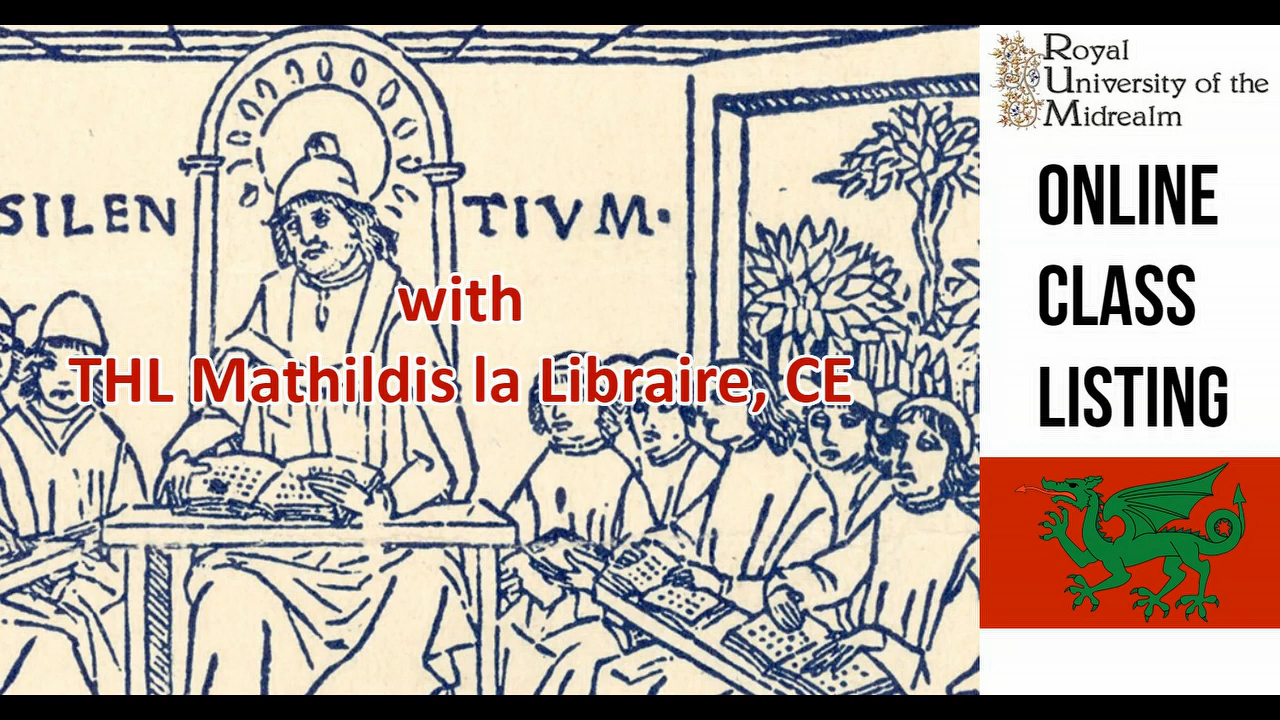 SILEN TIVM.
with
THL Mathildis la Libraire, CE
Royal
University of the
Midrealm
ONLINE
CLASS
LISTING